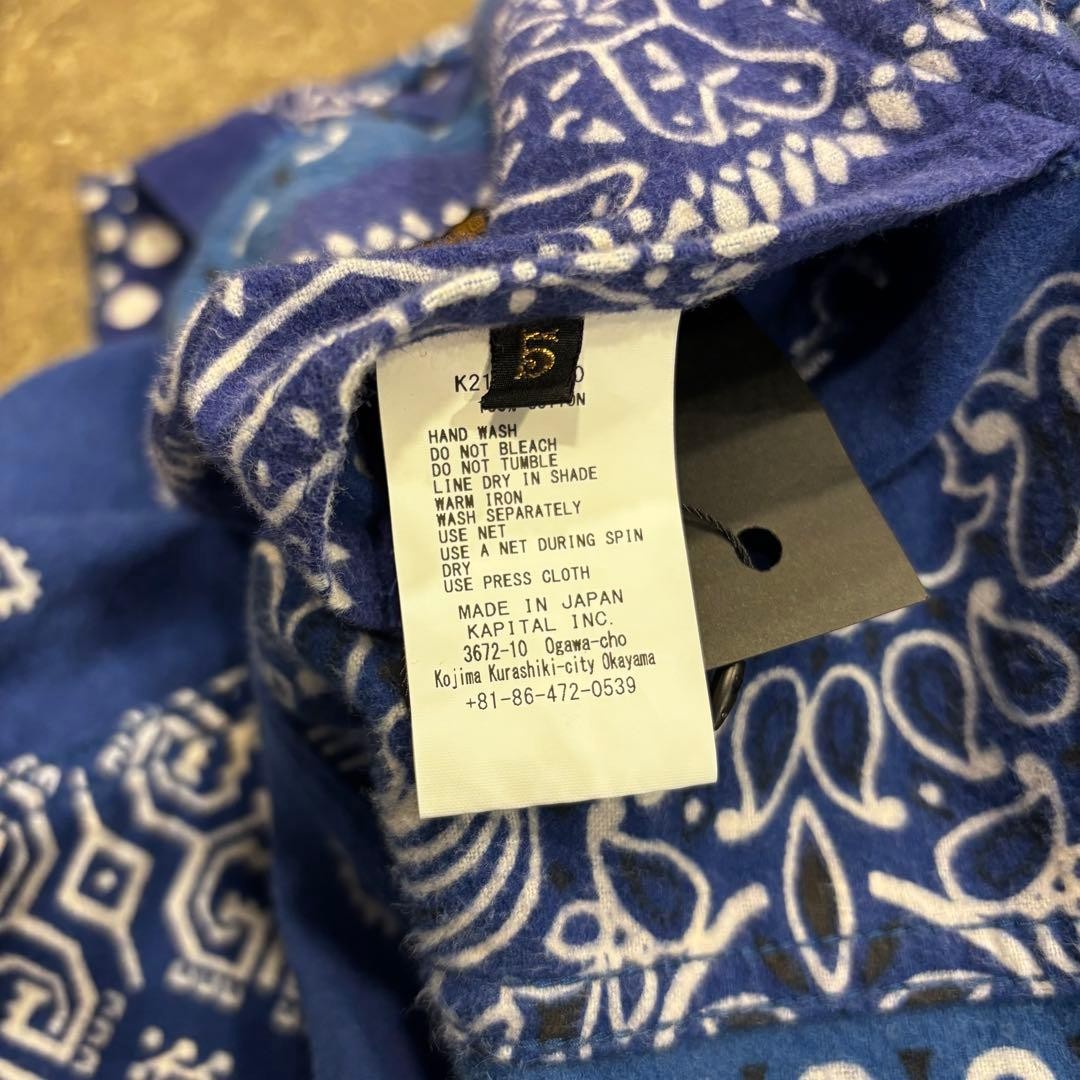 5
HAND WASH
DO NOT BLEACH
DO NOT TUMBLE
LINE DRY IN SHADE
WARM IRON
WASH SEPARATELY
USE NET
USE A NET DURING SPIN
DRY
USE PRESS CLOTH
MADE IN JAPAN
KAPITAL INC.
3672-10 Ogawa-cho
Kojima Kurashiki-city Okayama
+81-86-472-0539